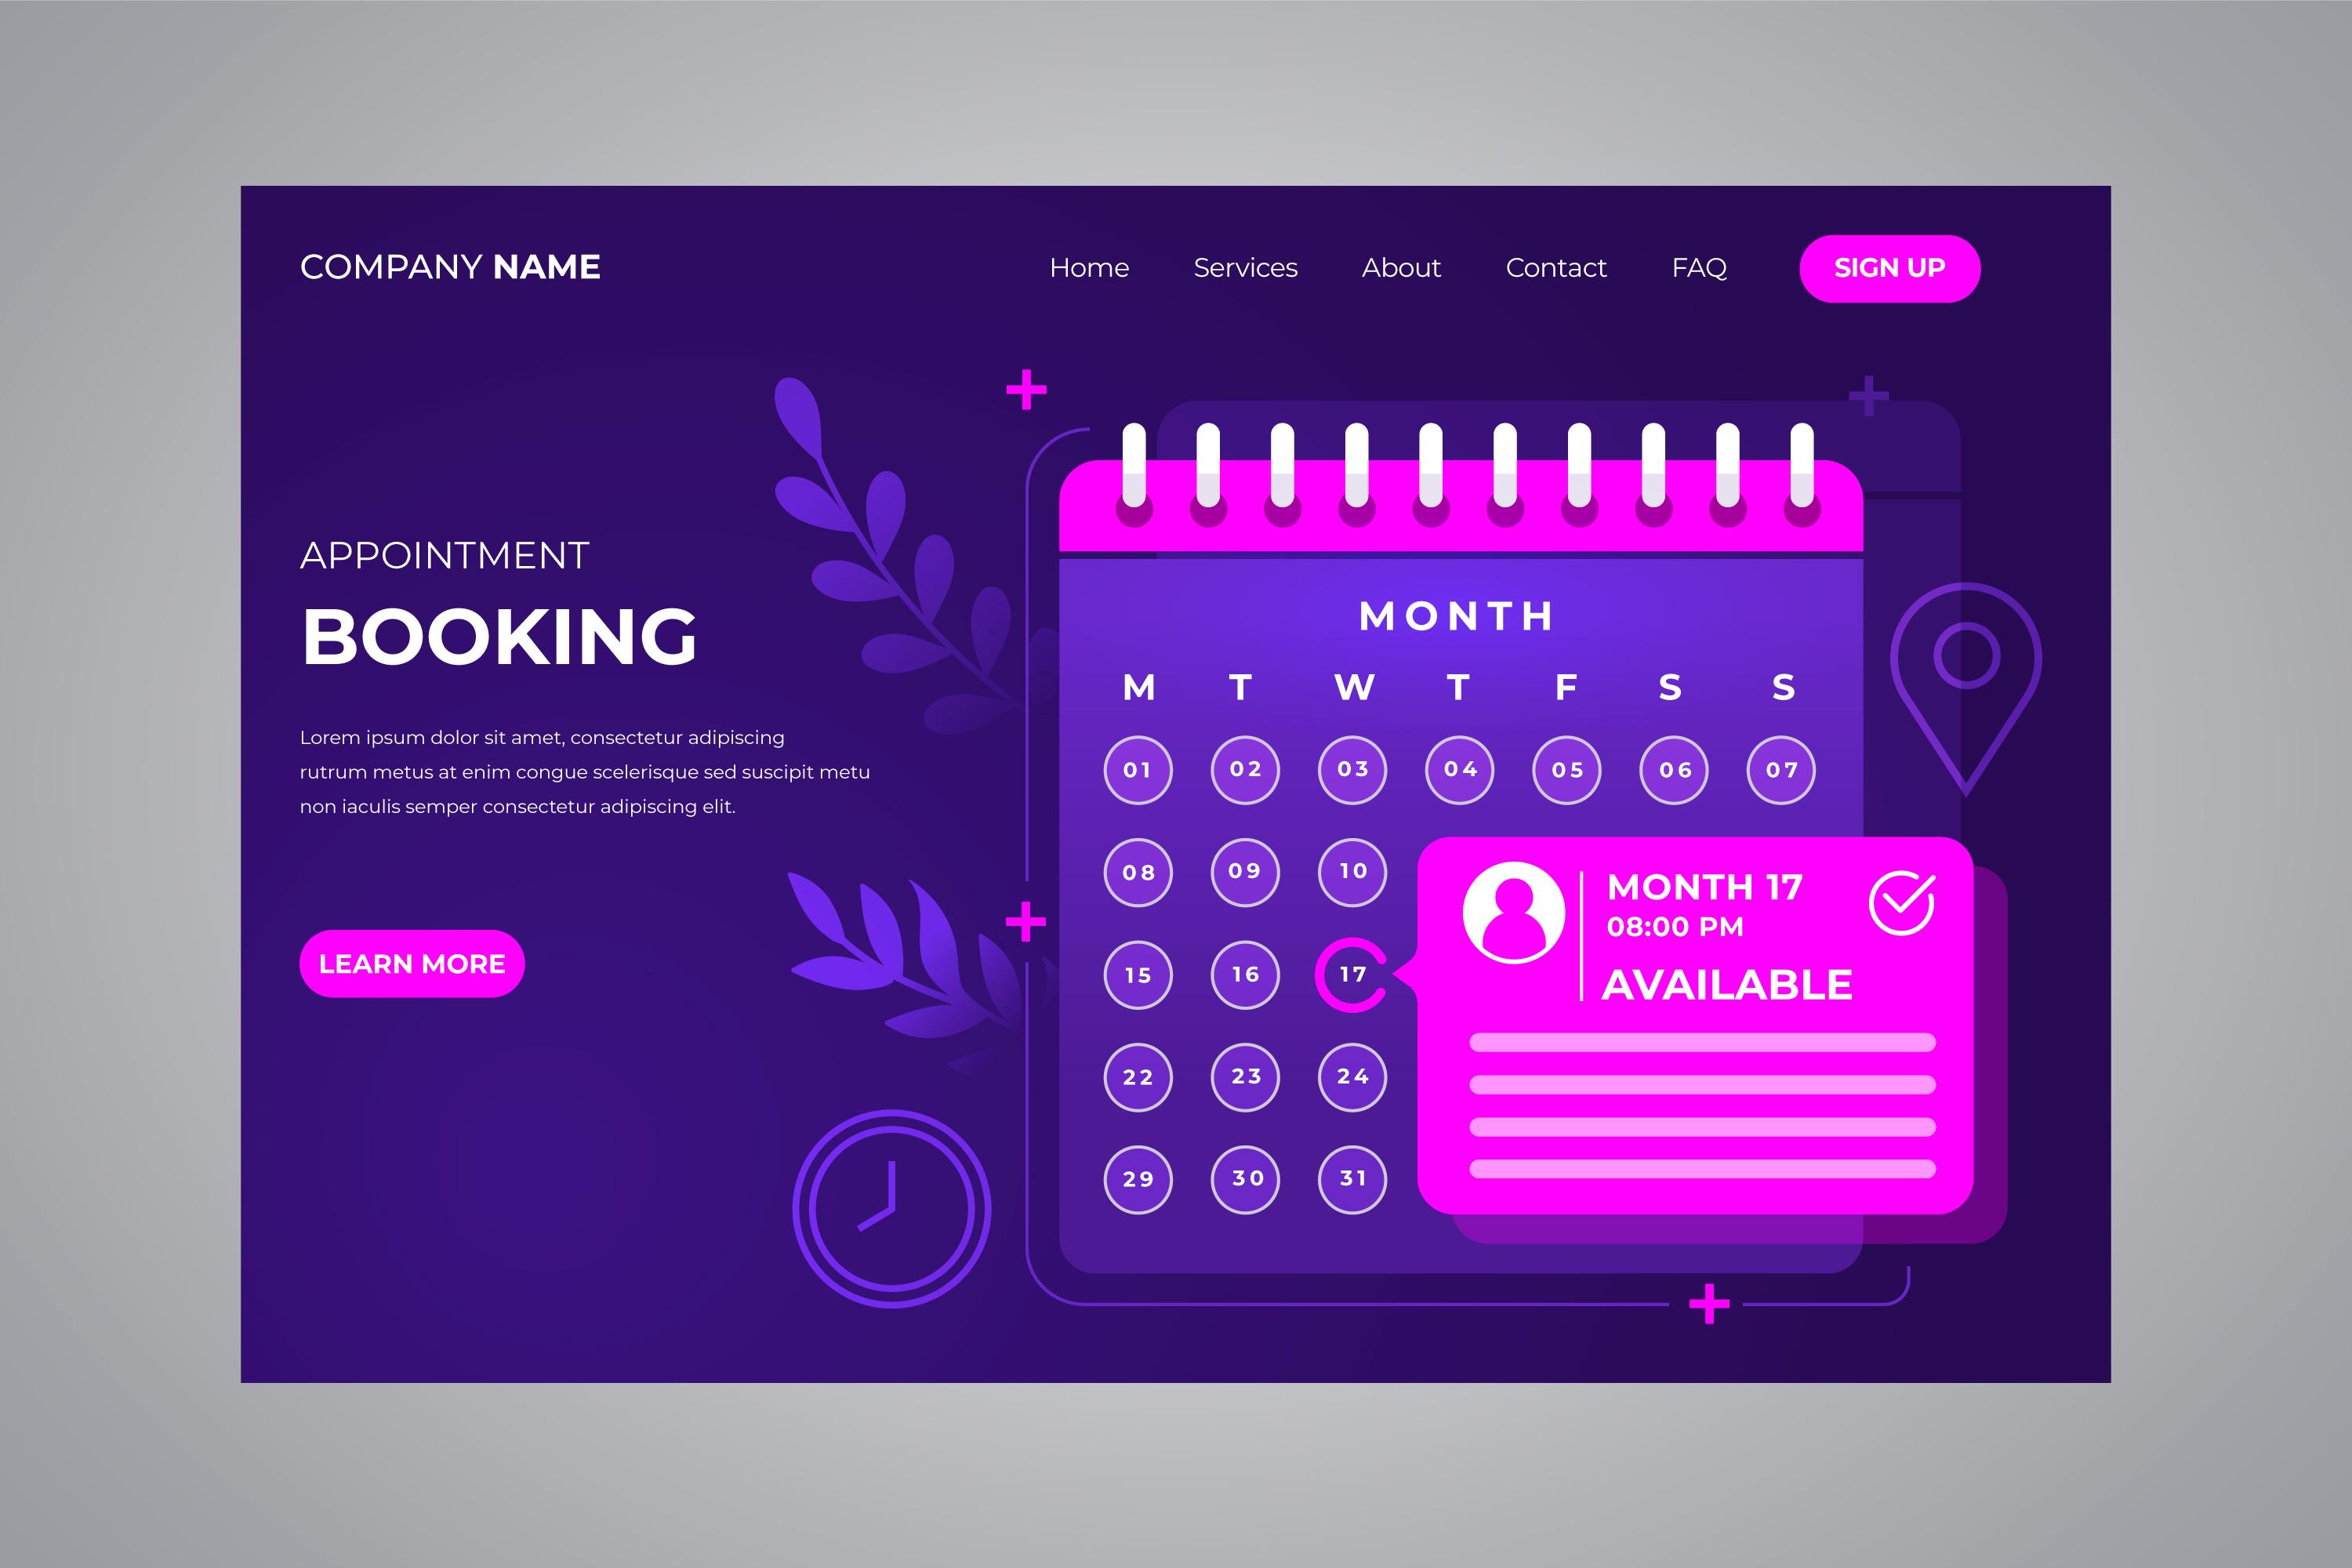 COMPANY NAME
Home Services About Contact FAQ SIGN UP
APPOINTMENT
BOOKING
Lorem ipsum dolor sit amet, consectetur adipiscing
rutrum metus at enim congue scelerisque sed suscipit metu
non iaculis semper consectetur adipiscing elit.
LEARN MORE
MONTH
M T W T F S S
01 02 03 04 05 06 07
08 09 10
15 16 17
22 23 24
29 30 31
MONTH 17
08:00 PM
AVAILABLE